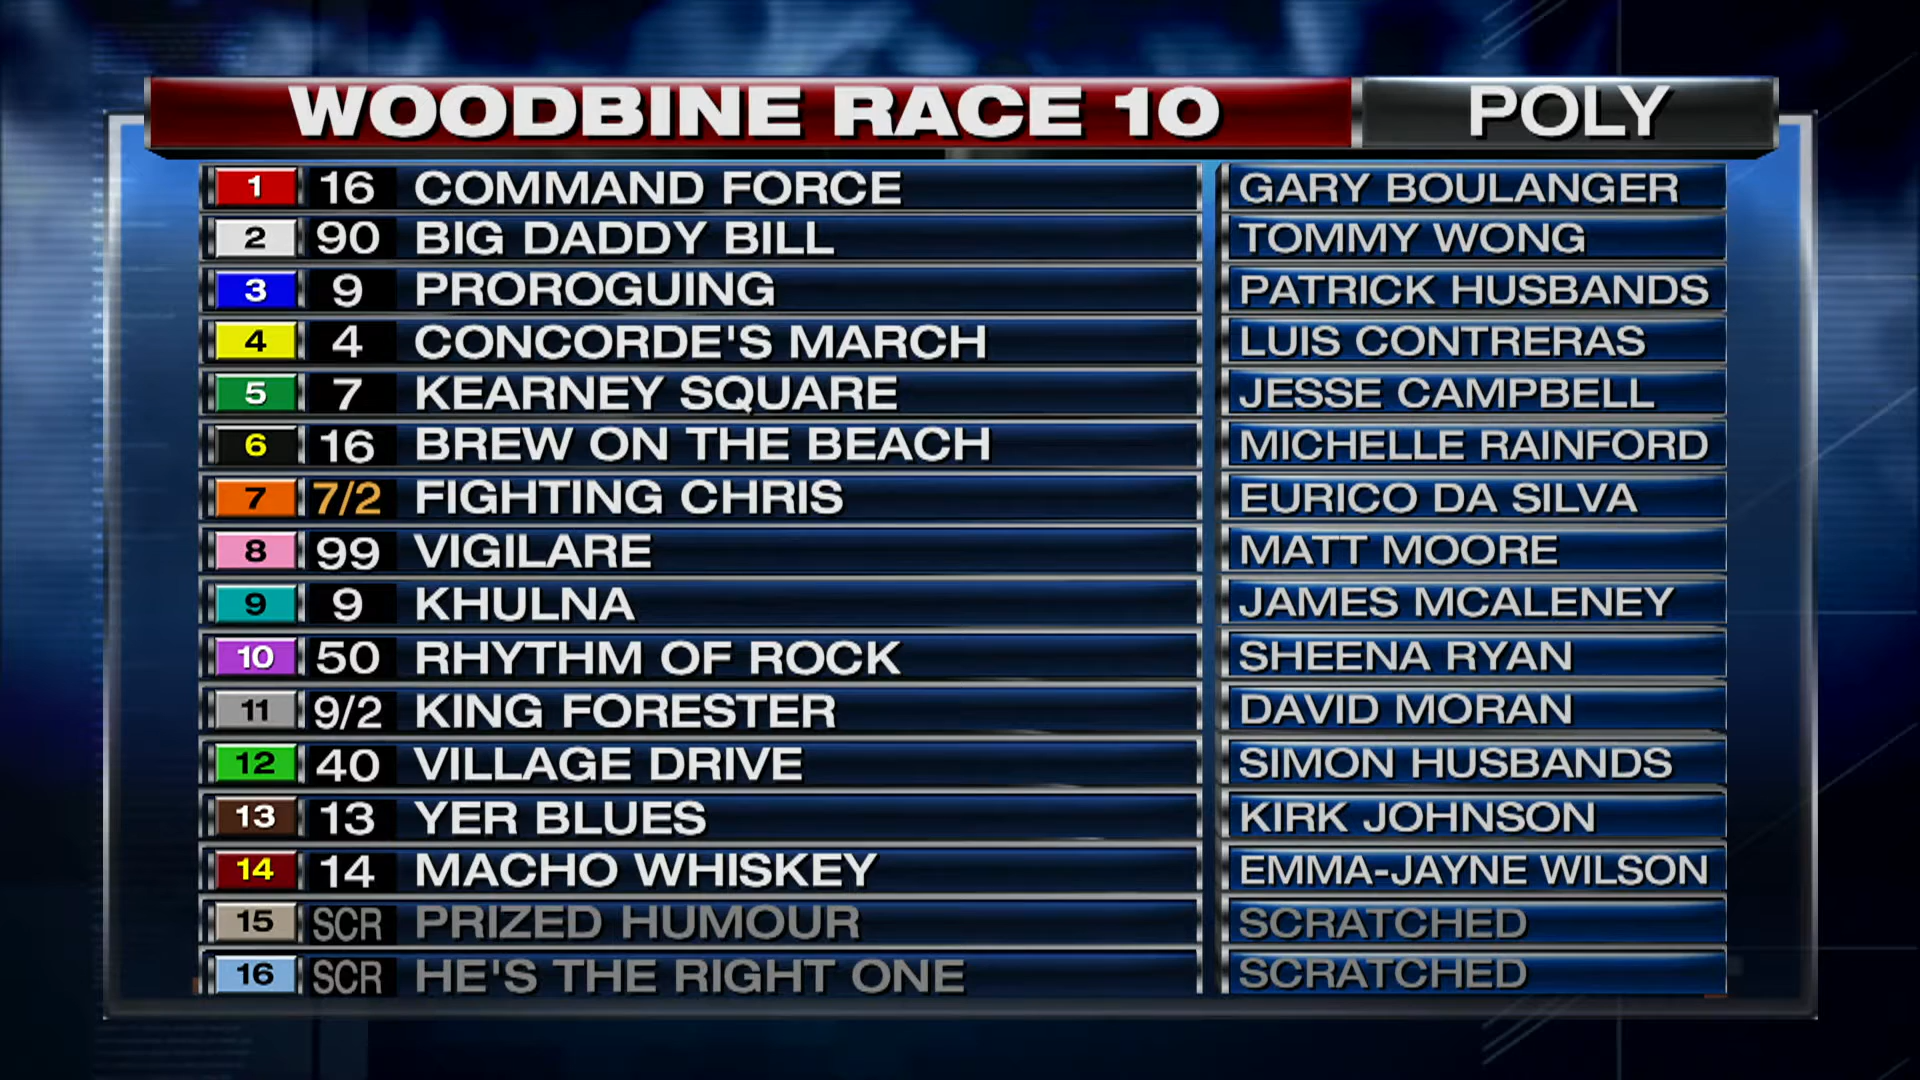 WOODBINE RACE 10 POLY
1 16 COMMAND FORCE GARY BOULANGER
2 90 BIG DADDY BILL TOMMY WONG
3 9 PROROGUING PATRICK HUSBANDS
4 4 CONCORDE'S MARCH LUIS CONTRERAS
5 7 KEARNEY SQUARE JESSE CAMPBELL
6 16 BREW ON THE BEACH MICHELLE RAINFORD
7 7/2 FIGHTING CHRIS EURICO DA SILVA
8 99 VIGILARE MATT MOORE
9 9 KHULNA JAMES MCALENEY
10 50 RHYTHM OF ROCK SHEENA RYAN
11 9/2 KING FORESTER DAVID MORAN
12 40 VILLAGE DRIVE SIMON HUSBANDS
13 13 YER BLUES KIRK JOHNSON
14 14 MACHO WHISKEY EMMA-JAYNE WILSON
15 SCR PRIZED HUMOUR SCRATCHED
16 SCR HE'S THE RIGHT ONE SCRATCHED